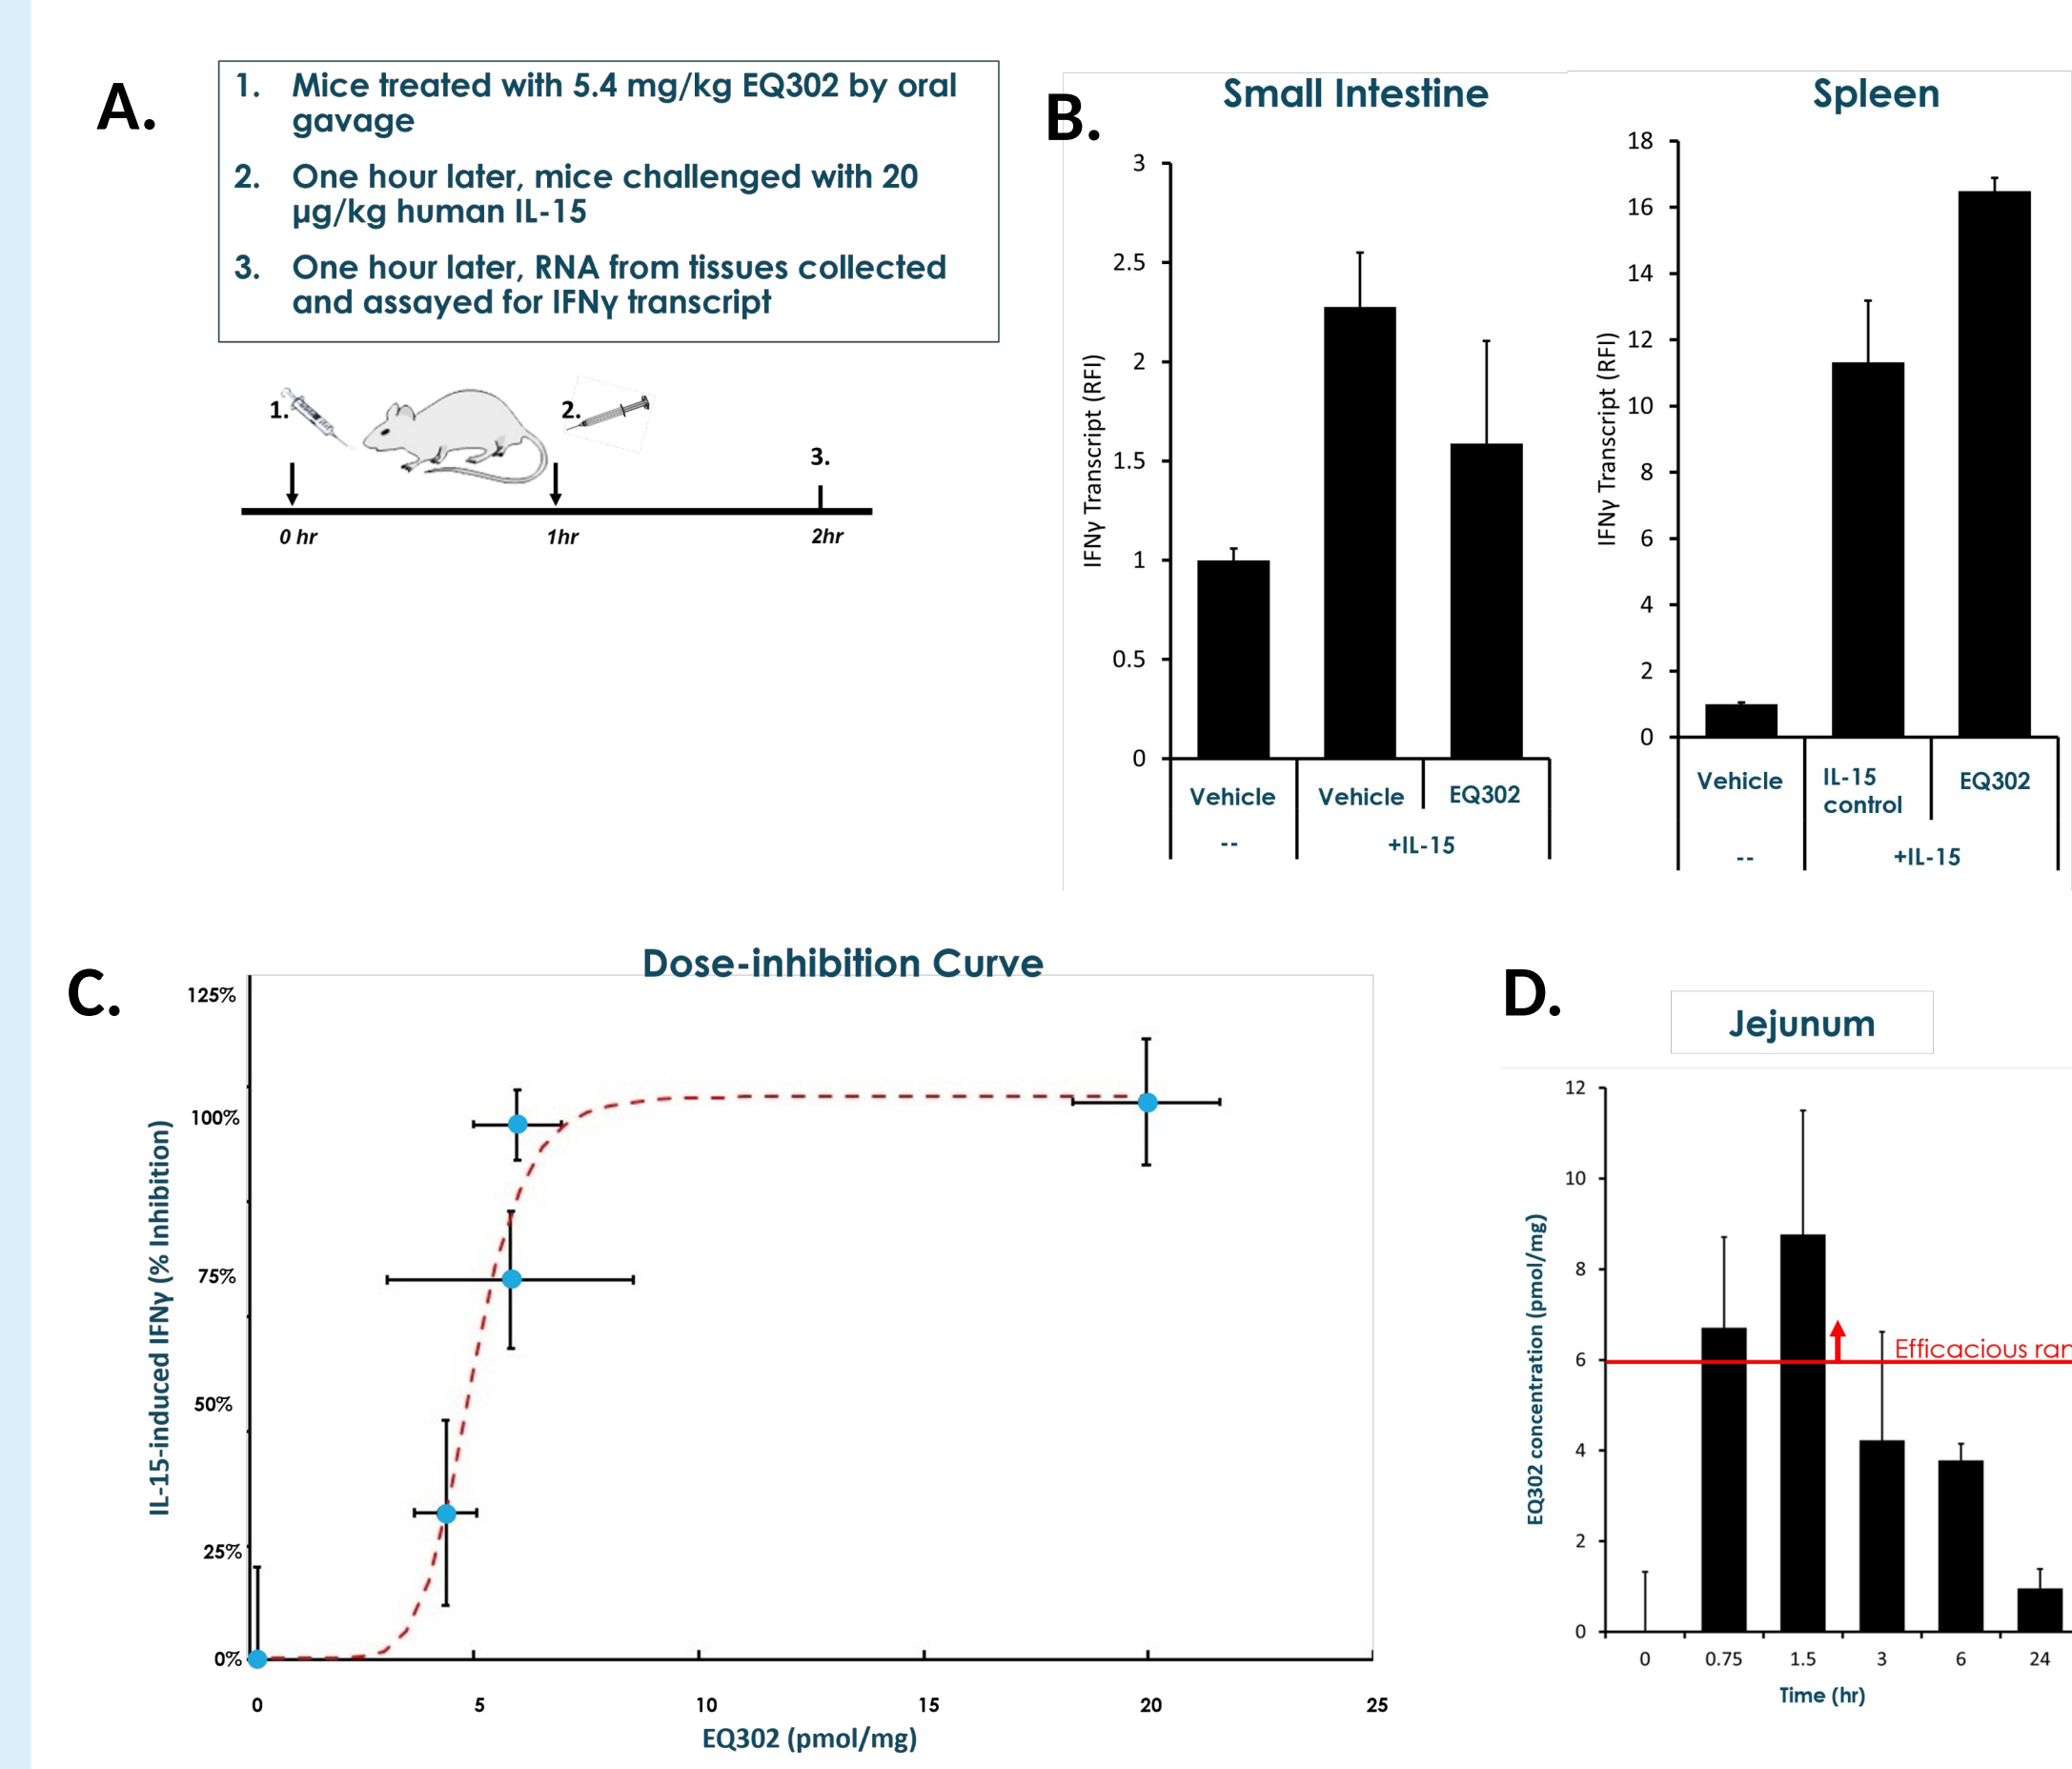 A.
1. Mice treated with 5.4 mg/kg EQ302 by oral
gavage
2. One hour later, mice challenged with 20
µg/kg human IL-15
3. One hour later, RNA from tissues collected
and assayed for IFNγ transcript
1.
2.
3.
0 hr
1hr
2hr
B.
Small Intestine
IFNγ Transcript (RFI)
3
2.5
2
1.5
1
0.5
0
Vehicle
Vehicle
EQ302
--
+IL-15
Spleen
IFNγ Transcript (RFI)
18
16
14
12
10
8
6
4
2
0
Vehicle
IL-15
control
EQ302
--
+IL-15
C.
Dose-inhibition Curve
IL-15-induced IFNγ (% Inhibition)
125%
100%
75%
50%
25%
0%
0
5
10
15
20
25
EQ302 (pmol/mg)
D.
Jejunum
EQ302 concentration (pmol/mg)
12
10
8
6
4
2
0
Efficacious ran
0
0.75
1.5
3
6
24
Time (hr)